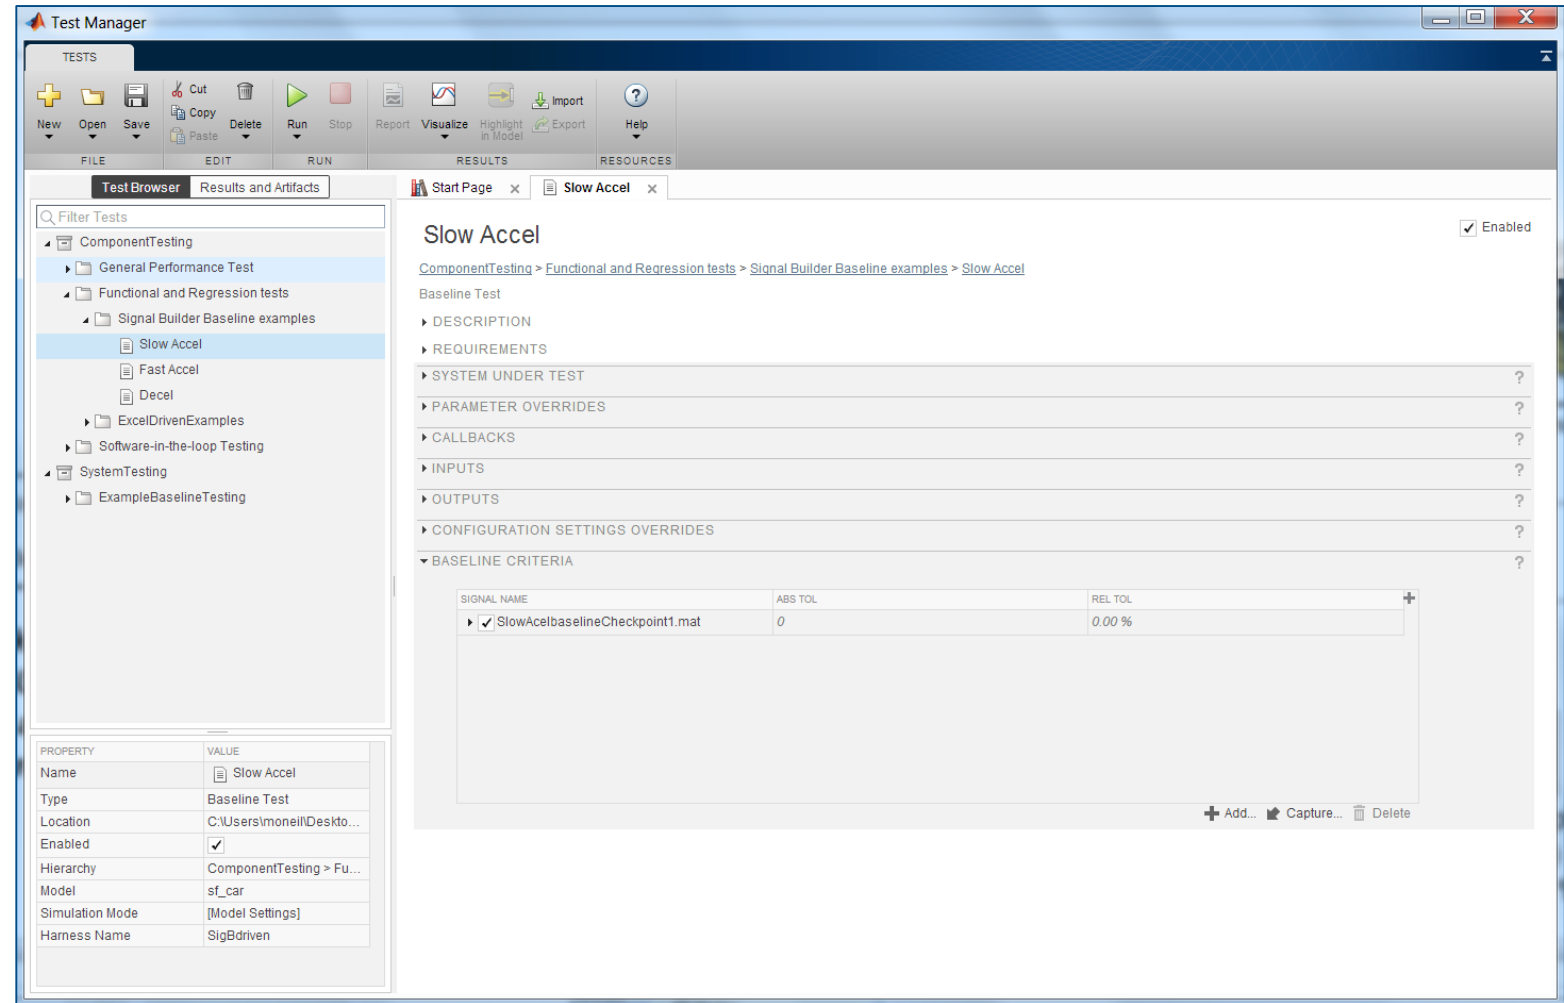 Test Manager
TESTS
New
Open
Save
Cut
Copy
Paste
Delete
Run
Stop
Report
Visualize
Highlight
in Model
Import
Export
Help
FILE
EDIT
RUN
RESULTS
RESOURCES
Test Browser
Results and Artifacts
Filter Tests
ComponentTesting
General Performance Test
Functional and Regression tests
Signal Builder Baseline examples
Slow Accel
Fast Accel
Decel
ExcelDrivenExamples
Software-in-the-loop Testing
SystemTesting
ExampleBaselineTesting
PROPERTY VALUE
Name Slow Accel
Type Baseline Test
Location C:\Users\moneil\Deskto...
Enabled
Hierarchy ComponentTesting > Fu...
Model sf_car
Simulation Mode [Model Settings]
Harness Name SigBdriven
Start Page x
Slow Accel x
Slow Accel
Enabled
ComponentTesting > Functional and Regression tests > Signal Builder Baseline examples > Slow Accel
Baseline Test
DESCRIPTION
REQUIREMENTS
SYSTEM UNDER TEST ?
PARAMETER OVERRIDES ?
CALLBACKS ?
INPUTS ?
OUTPUTS ?
CONFIGURATION SETTINGS OVERRIDES ?
BASELINE CRITERIA ?
SIGNAL NAME ABS TOL REL TOL
SlowAcelbaselineCheckpoint1.mat 0 0.00 %
Add... Capture... Delete